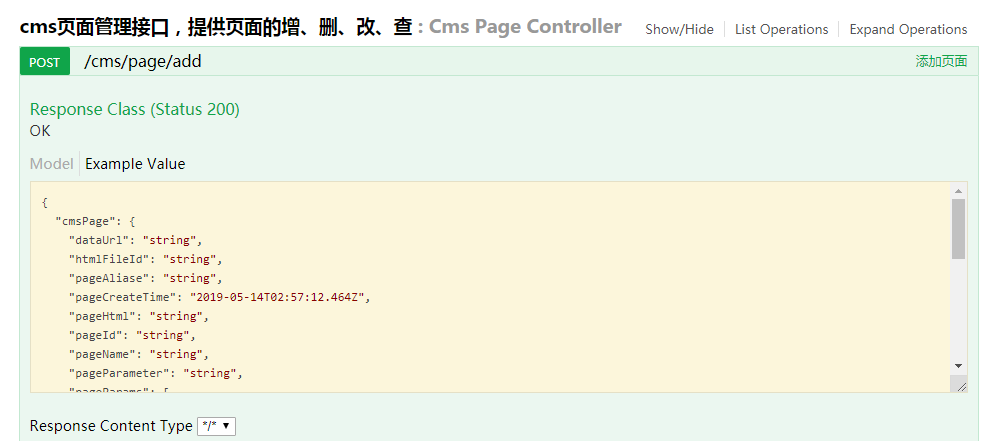 cms页面管理接口，提供页面的增、删、改、查 : Cms Page Controller Show/Hide List Operations Expand Operations
POST /cms/page/add 添加页面
Response Class (Status 200)
OK
Model Example Value
{
"cmsPage": {
"dataUrl": "string",
"htmlFileId": "string",
"pageAliase": "string",
"pageCreateTime": "2019-05-14T02:57:12.464Z",
"pageHtml": "string",
"pageId": "string",
"pageName": "string",
"pageParameter": "string",
"pageParams": [
Response Content Type */*